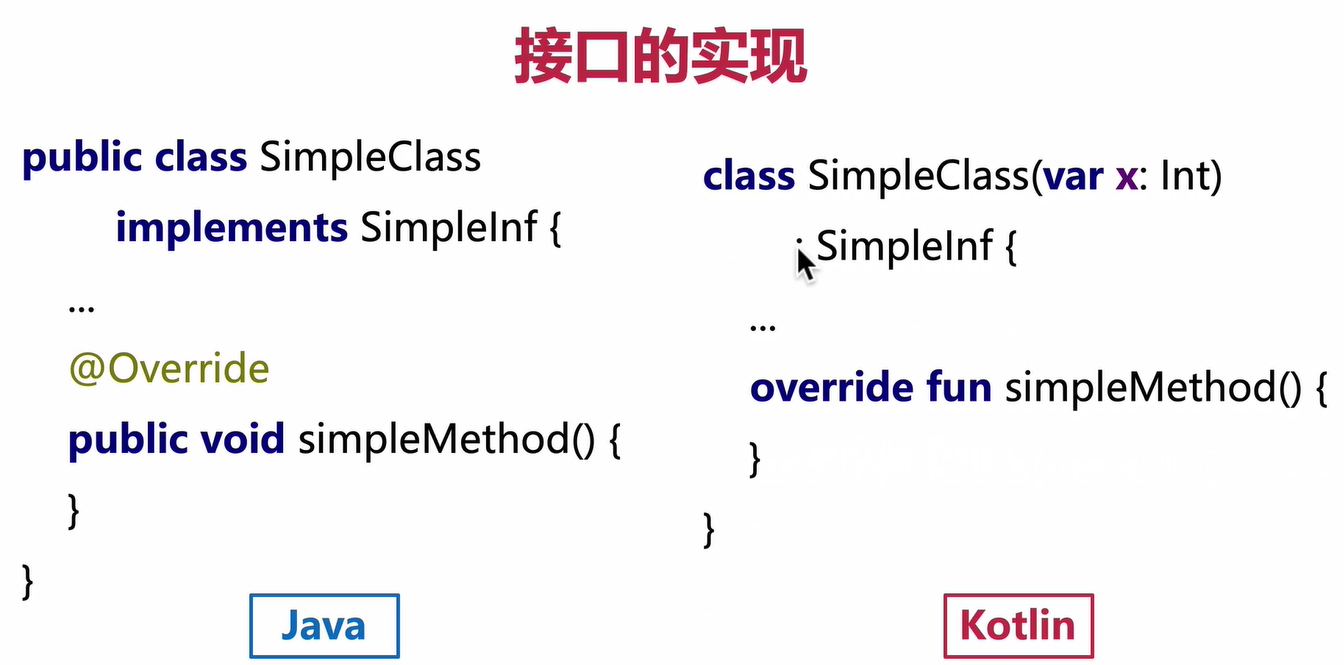 接口的实现
public class SimpleClass
implements SimpleInf {
...
@Override
public void simpleMethod() {
}
}
Java
class SimpleClass(var x: Int)
: SimpleInf {
...
override fun simpleMethod() {
}
}
Kotlin